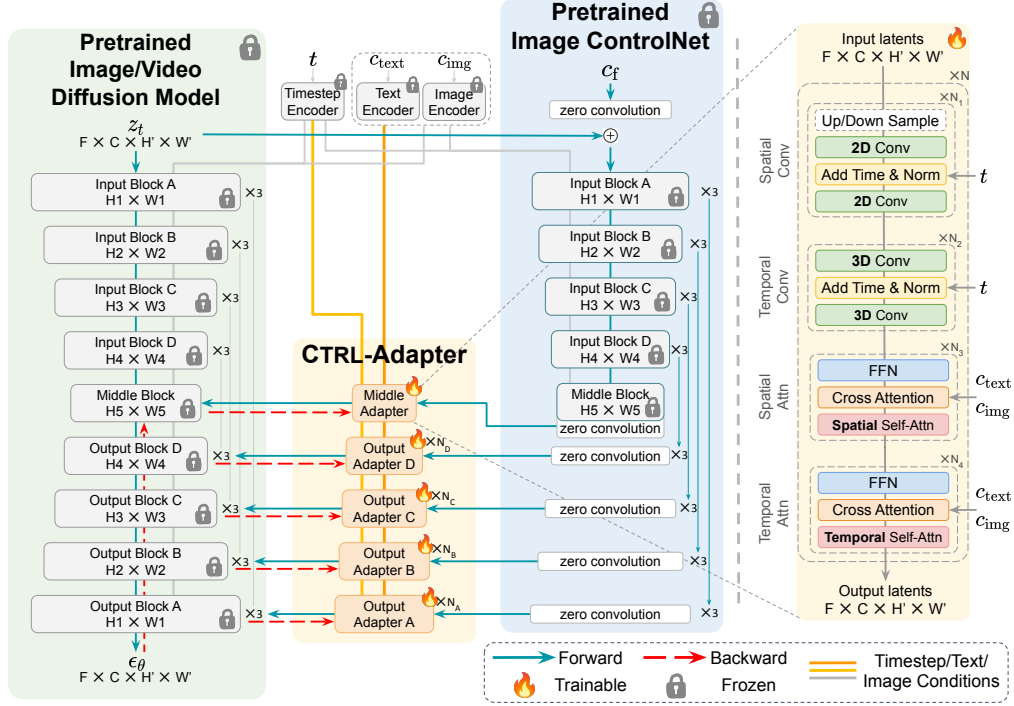 Pretrained
Image/Video
Diffusion Model
z_t
F × C × H' × W'
Input Block A
H1 × W1
×3
Input Block B
H2 × W2
×3
Input Block C
H3 × W3
×3
Input Block D
H4 × W4
×3
Middle Block
H5 × W5
Output Block D
H4 × W4
×3
Output Block C
H3 × W3
×3
Output Block B
H2 × W2
×3
Output Block A
H1 × W1
×3
ϵ_θ
F × C × H' × W'
t
Timestep
Encoder
c_text
Text
Encoder
c_img
Image
Encoder
CTRL-Adapter
Middle
Adapter
Output
Adapter D
×N_D
Output
Adapter C
×N_C
Output
Adapter B
×N_B
Output
Adapter A
×N_A
Pretrained
Image ControlNet
c_f
zero convolution
+
Input Block A
H1 × W1
×3
Input Block B
H2 × W2
×3
Input Block C
H3 × W3
×3
Input Block D
H4 × W4
×3
Middle Block
H5 × W5
zero convolution
zero convolution
×3
zero convolution
×3
zero convolution
×3
zero convolution
×3
Input latents
F × C × H' × W'
×N
×N_1
Spatial
Conv
Up/Down Sample
2D Conv
Add Time & Norm
t
2D Conv
×N_2
Temporal
Conv
3D Conv
Add Time & Norm
t
3D Conv
×N_3
Spatial
Attn
FFN
Cross Attention
c_text
c_img
Spatial Self-Attn
×N_4
Temporal
Attn
FFN
Cross Attention
c_text
c_img
Temporal Self-Attn
Output latents
F × C × H' × W'
Forward
Backward
Timestep/Text/
Image Conditions
Trainable
Frozen